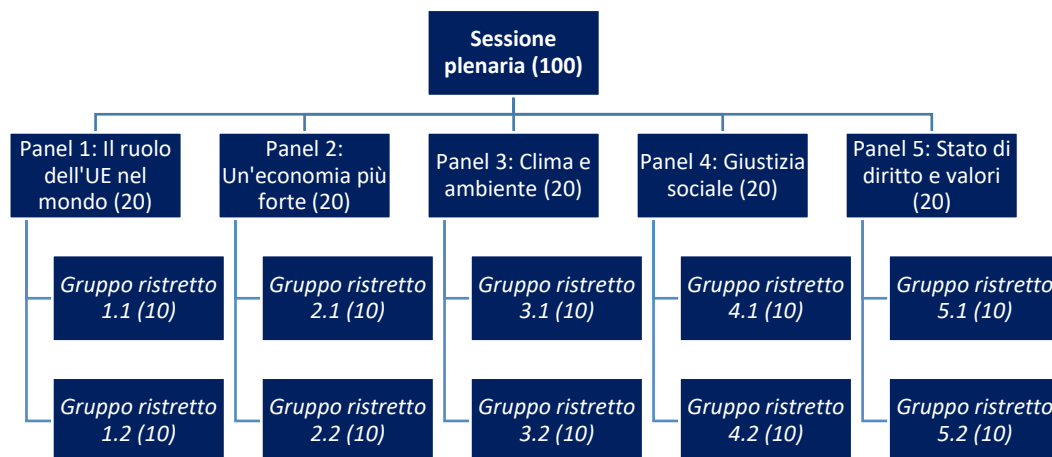 Sessione
plenaria (100)
Panel 1: Il ruolo
dell'UE nel
mondo (20)
Panel 2:
Un'economia più
forte (20)
Panel 3: Clima e
ambiente (20)
Panel 4: Giustizia
sociale (20)
Panel 5: Stato di
diritto e valori
(20)
Gruppo ristretto
1.1 (10)
Gruppo ristretto
2.1 (10)
Gruppo ristretto
3.1 (10)
Gruppo ristretto
4.1 (10)
Gruppo ristretto
5.1 (10)
Gruppo ristretto
1.2 (10)
Gruppo ristretto
2.2 (10)
Gruppo ristretto
3.2 (10)
Gruppo ristretto
4.2 (10)
Gruppo ristretto
5.2 (10)